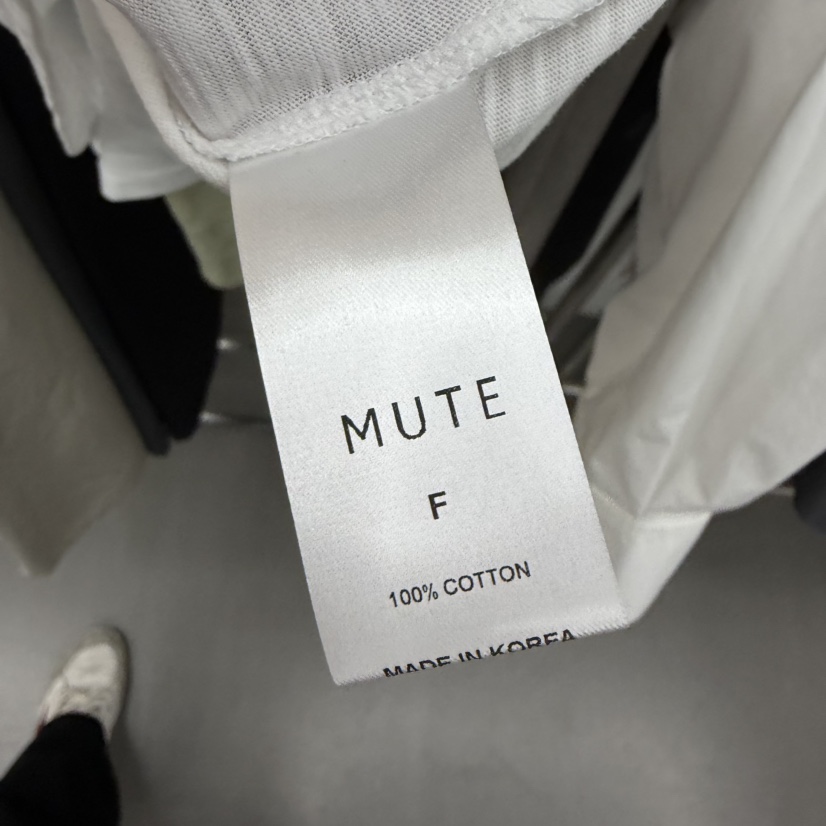 MUTE
F
100% COTTON
MADE IN KOREA